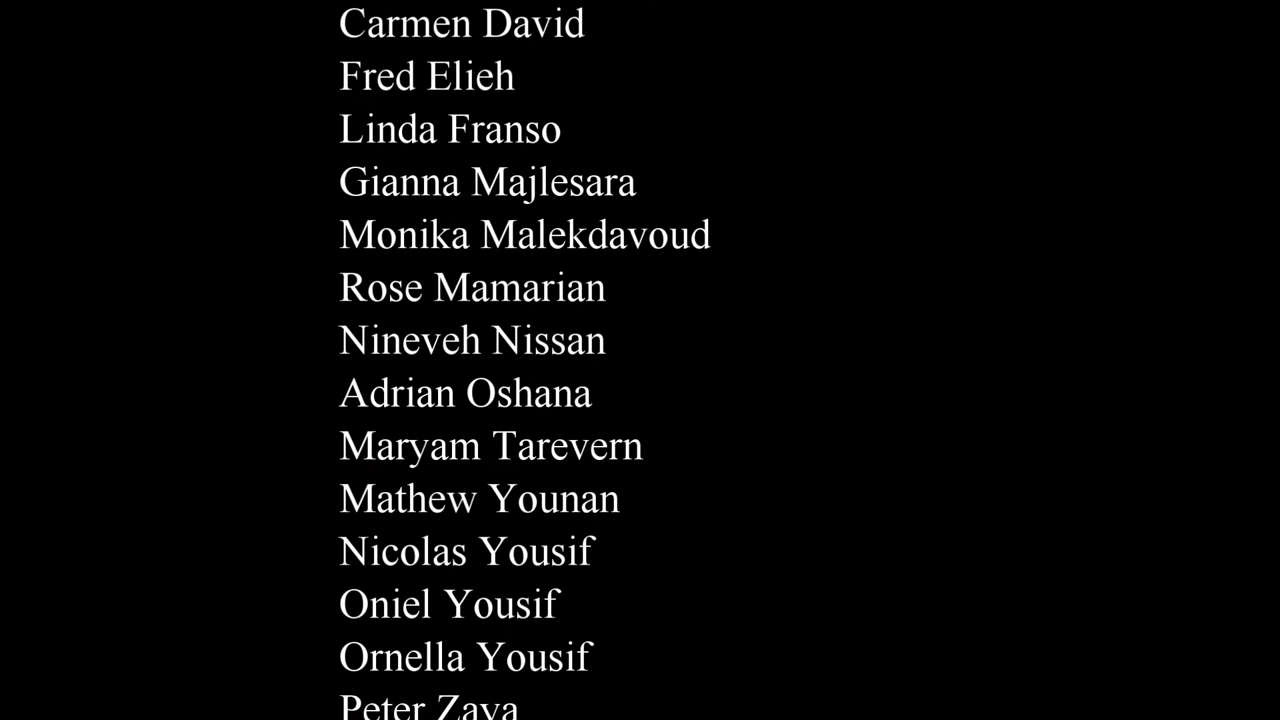 Carmen David
Fred Elieh
Linda Franso
Gianna Majlesara
Monika Malekdavoud
Rose Mamarian
Nineveh Nissan
Adrian Oshana
Maryam Tarevern
Mathew Younan
Nicolas Yousif
Oniel Yousif
Ornella Yousif
Peter Zaya